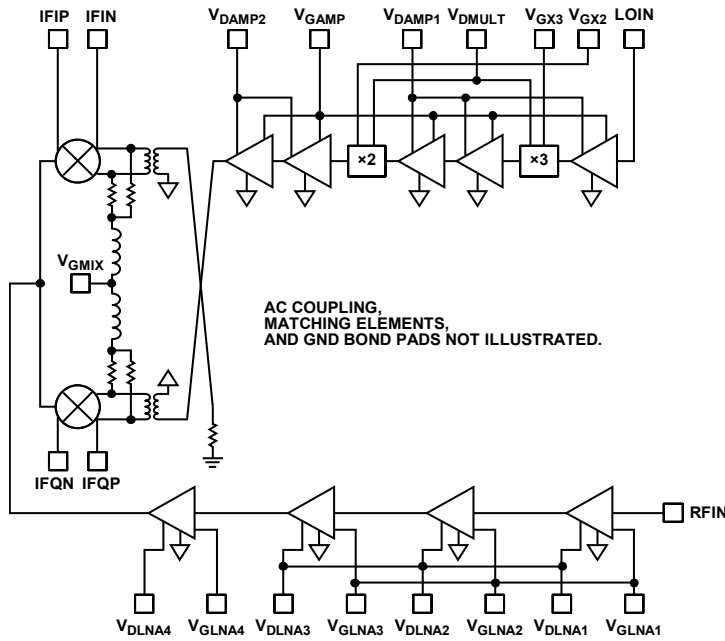 IFIP IFIN VDAMP2 VGAMP VDAMP1 VDMULT VGX3 VGX2 LOIN
×2 ×3
VGMIX
AC COUPLING,
MATCHING ELEMENTS,
AND GND BOND PADS NOT ILLUSTRATED.
IFQN IFQP
RFIN
VDLNA4 VGLNA4 VDLNA3 VGLNA3 VDLNA2 VGLNA2 VDLNA1 VGLNA1